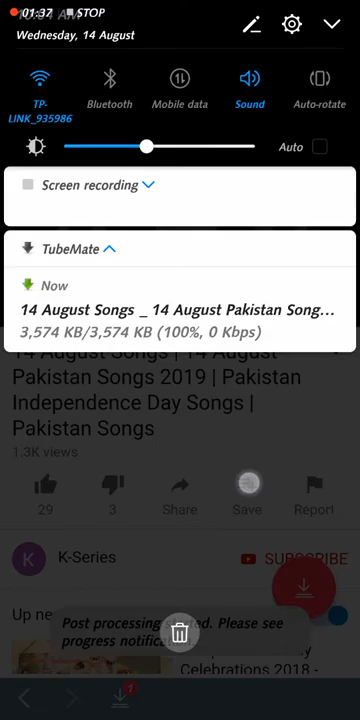 01:37 STOP
Wednesday, 14 August
TP-
LINK_935986
Bluetooth
Mobile data
Sound
Auto-rotate
Auto
Screen recording
TubeMate
Now
14 August Songs _ 14 August Pakistan Song...
3,574 KB/3,574 KB (100%, 0 Kbps)
14 August Songs | 14 August
Pakistan Songs 2019 | Pakistan
Independence Day Songs |
Pakistan Songs
1.3K views
29
3
Share
Save
Report
K
K-Series
SUBSCRIBE
Up ne
Post processing
Please see
progress notific
Celebrations 2018 -
1